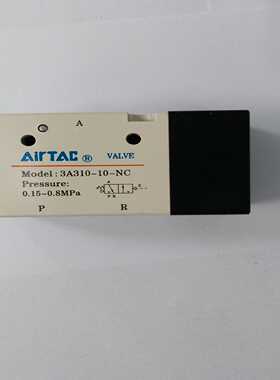 A
AirTAC ® VALVE
Model: 3A310-10-NC
Pressure:
0.15~0.8MPa
P R